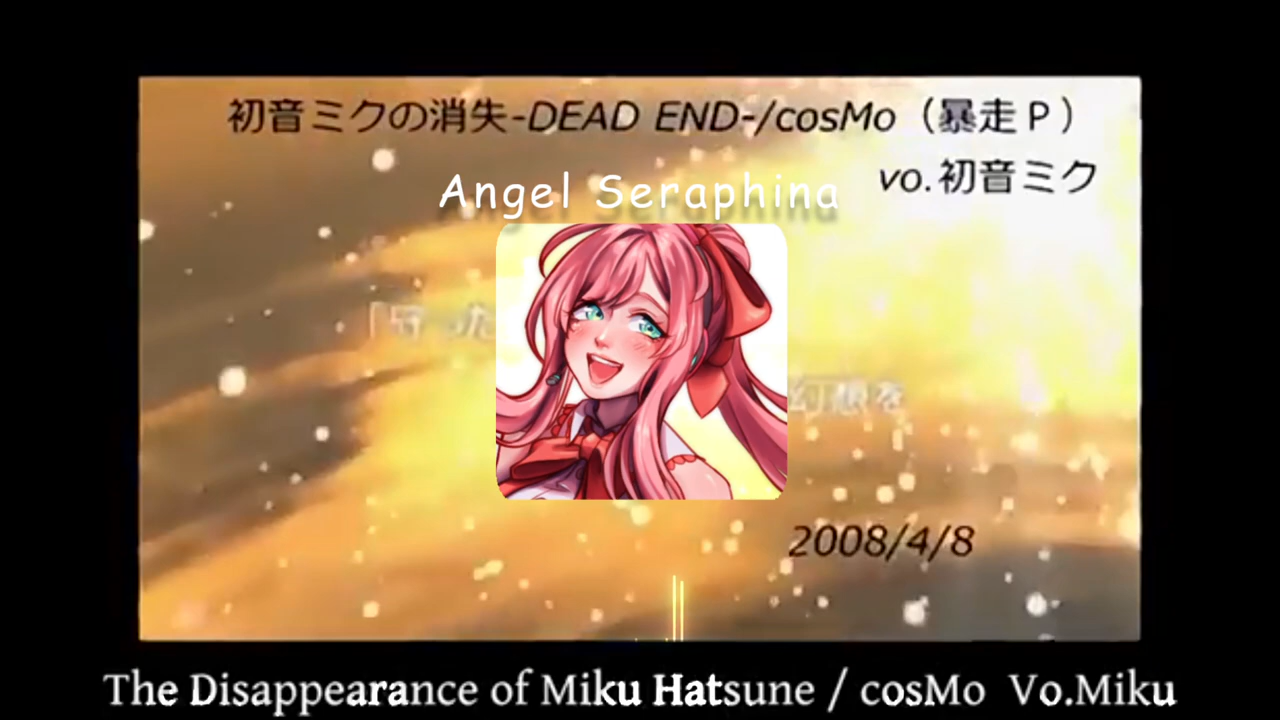 初音ミクの消失-DEAD END-/cosMo（暴走Ｐ）
vo.初音ミク
Angel Seraphina
幻想を
2008/4/8
The Disappearance of Miku Hatsune / cosMo Vo.Miku